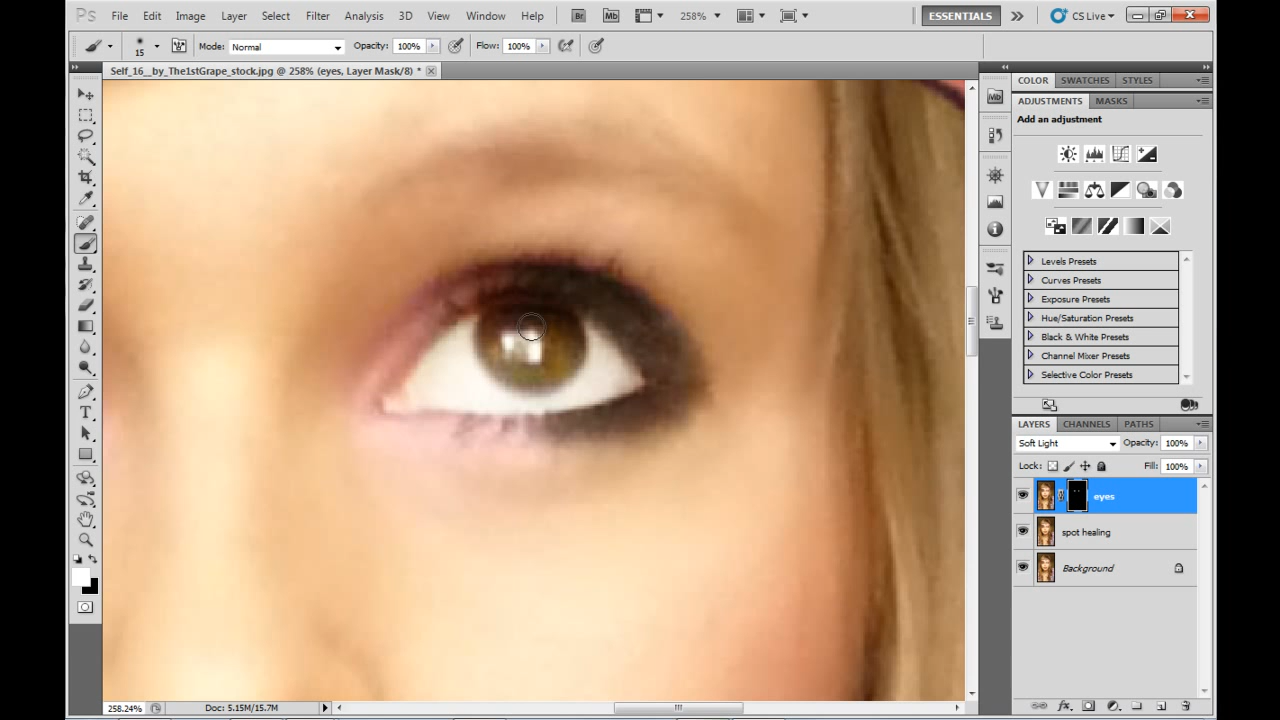 Ps File Edit Image Layer Select Filter Analysis 3D View Window Help Br Mb 258% ESSENTIALS CS Live
15 Mode: Normal Opacity: 100% Flow: 100%
Self_16__by_The1stGrape_stock.jpg @ 258% (eyes, Layer Mask/8) *
COLOR SWATCHES STYLES
Mb
ADJUSTMENTS MASKS
Add an adjustment
Levels Presets
Curves Presets
Exposure Presets
Hue/Saturation Presets
Black & White Presets
Channel Mixer Presets
Selective Color Presets
T
LAYERS CHANNELS PATHS
Soft Light Opacity: 100%
Lock: Fill: 100%
eyes
spot healing
Background
258.24% Doc: 5.15M/15.7M
fx